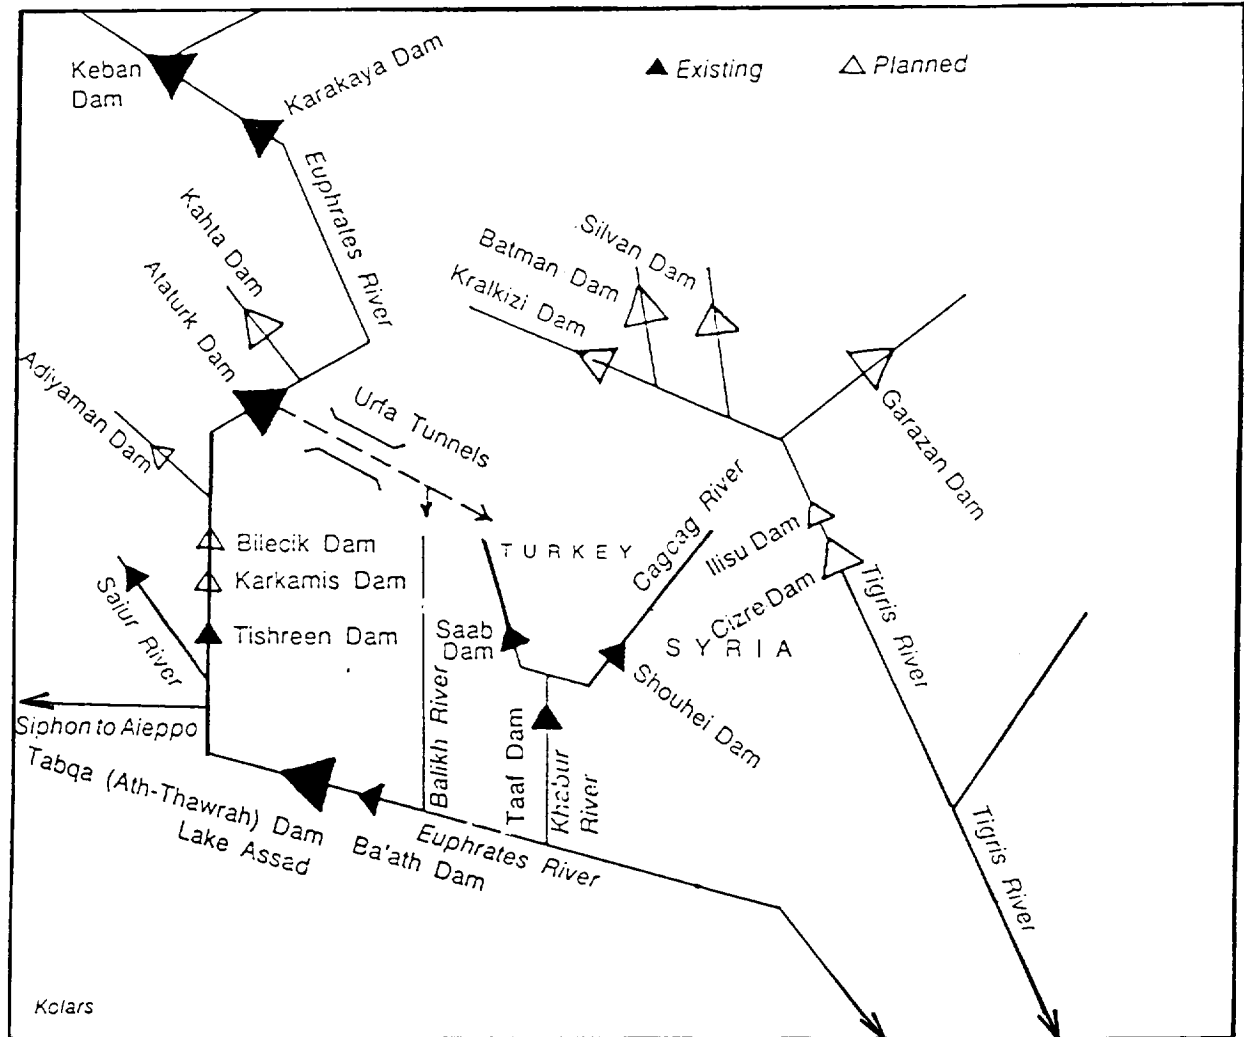 Keban
Dam
Karakaya Dam
Existing
Planned
Euphrates River
Kahta Dam
Ataturk Dam
Adiyaman Dam
Silvan Dam
Batman Dam
Kralkizi Dam
Garazan Dam
Urfa Tunnels
Bilecik Dam
Karkamis Dam
Tishreen Dam
Saiur River
Siphon to Aleppo
TURKEY
Cagcag River
Ilisu Dam
Cizre Dam
Tigris River
SYRIA
Saab
Dam
Shouhei Dam
Balikh River
Taaf Dam
Khabur
River
Tabqa (Ath-Thawrah) Dam
Lake Assad
Ba'ath Dam
Euphrates River
Tigris River
Kolars